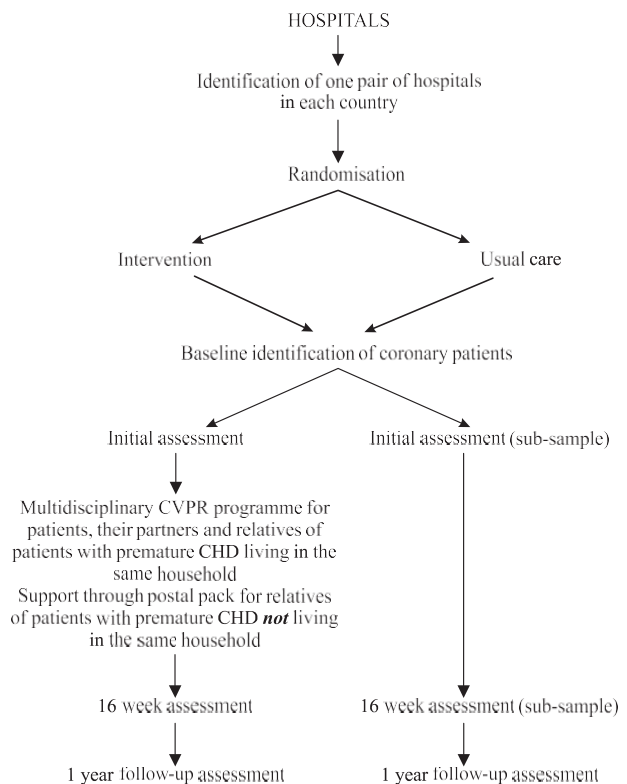 HOSPITALS
Identification of one pair of hospitals
in each country
Randomisation
Intervention
Usual care
Baseline identification of coronary patients
Initial assessment
Initial assessment (sub-sample)
Multidisciplinary CVPR programme for
patients, their partners and relatives of
patients with premature CHD living in the
same household
Support through postal pack for relatives
of patients with premature CHD not living
in the same household
16 week assessment
16 week assessment (sub-sample)
1 year follow-up assessment
1 year follow-up assessment